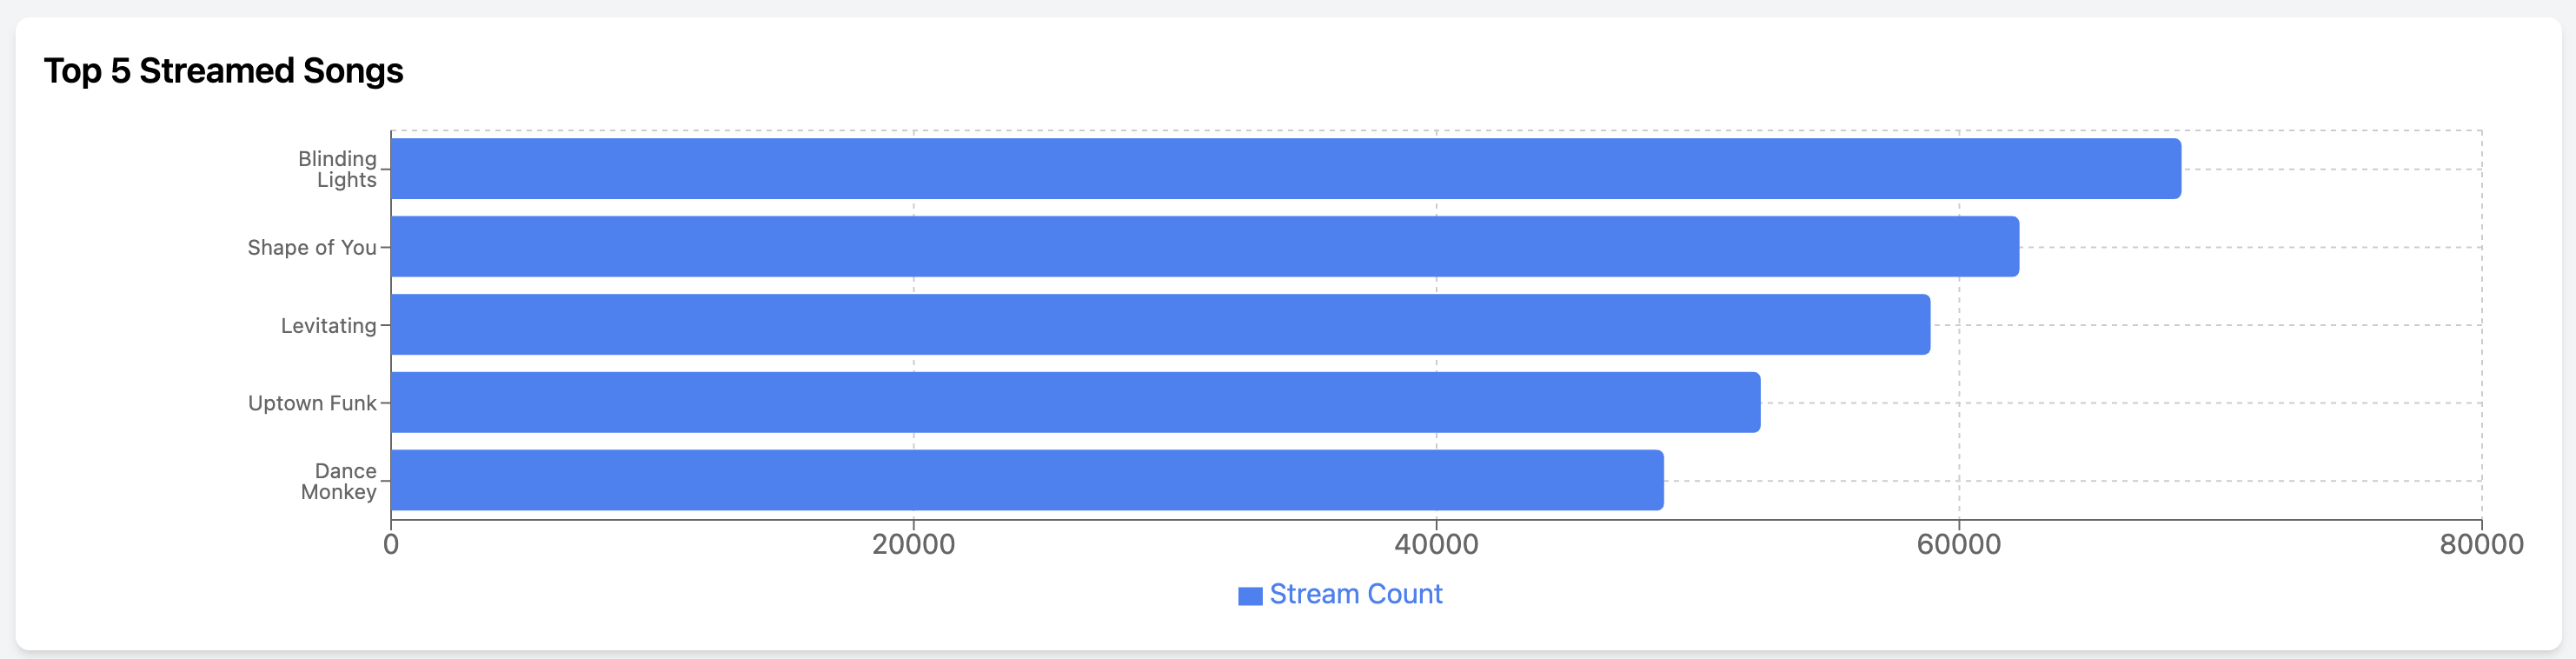 Top 5 Streamed Songs
Blinding
Lights
Shape of You
Levitating
Uptown Funk
Dance
Monkey
0 20000 40000 60000 80000
Stream Count